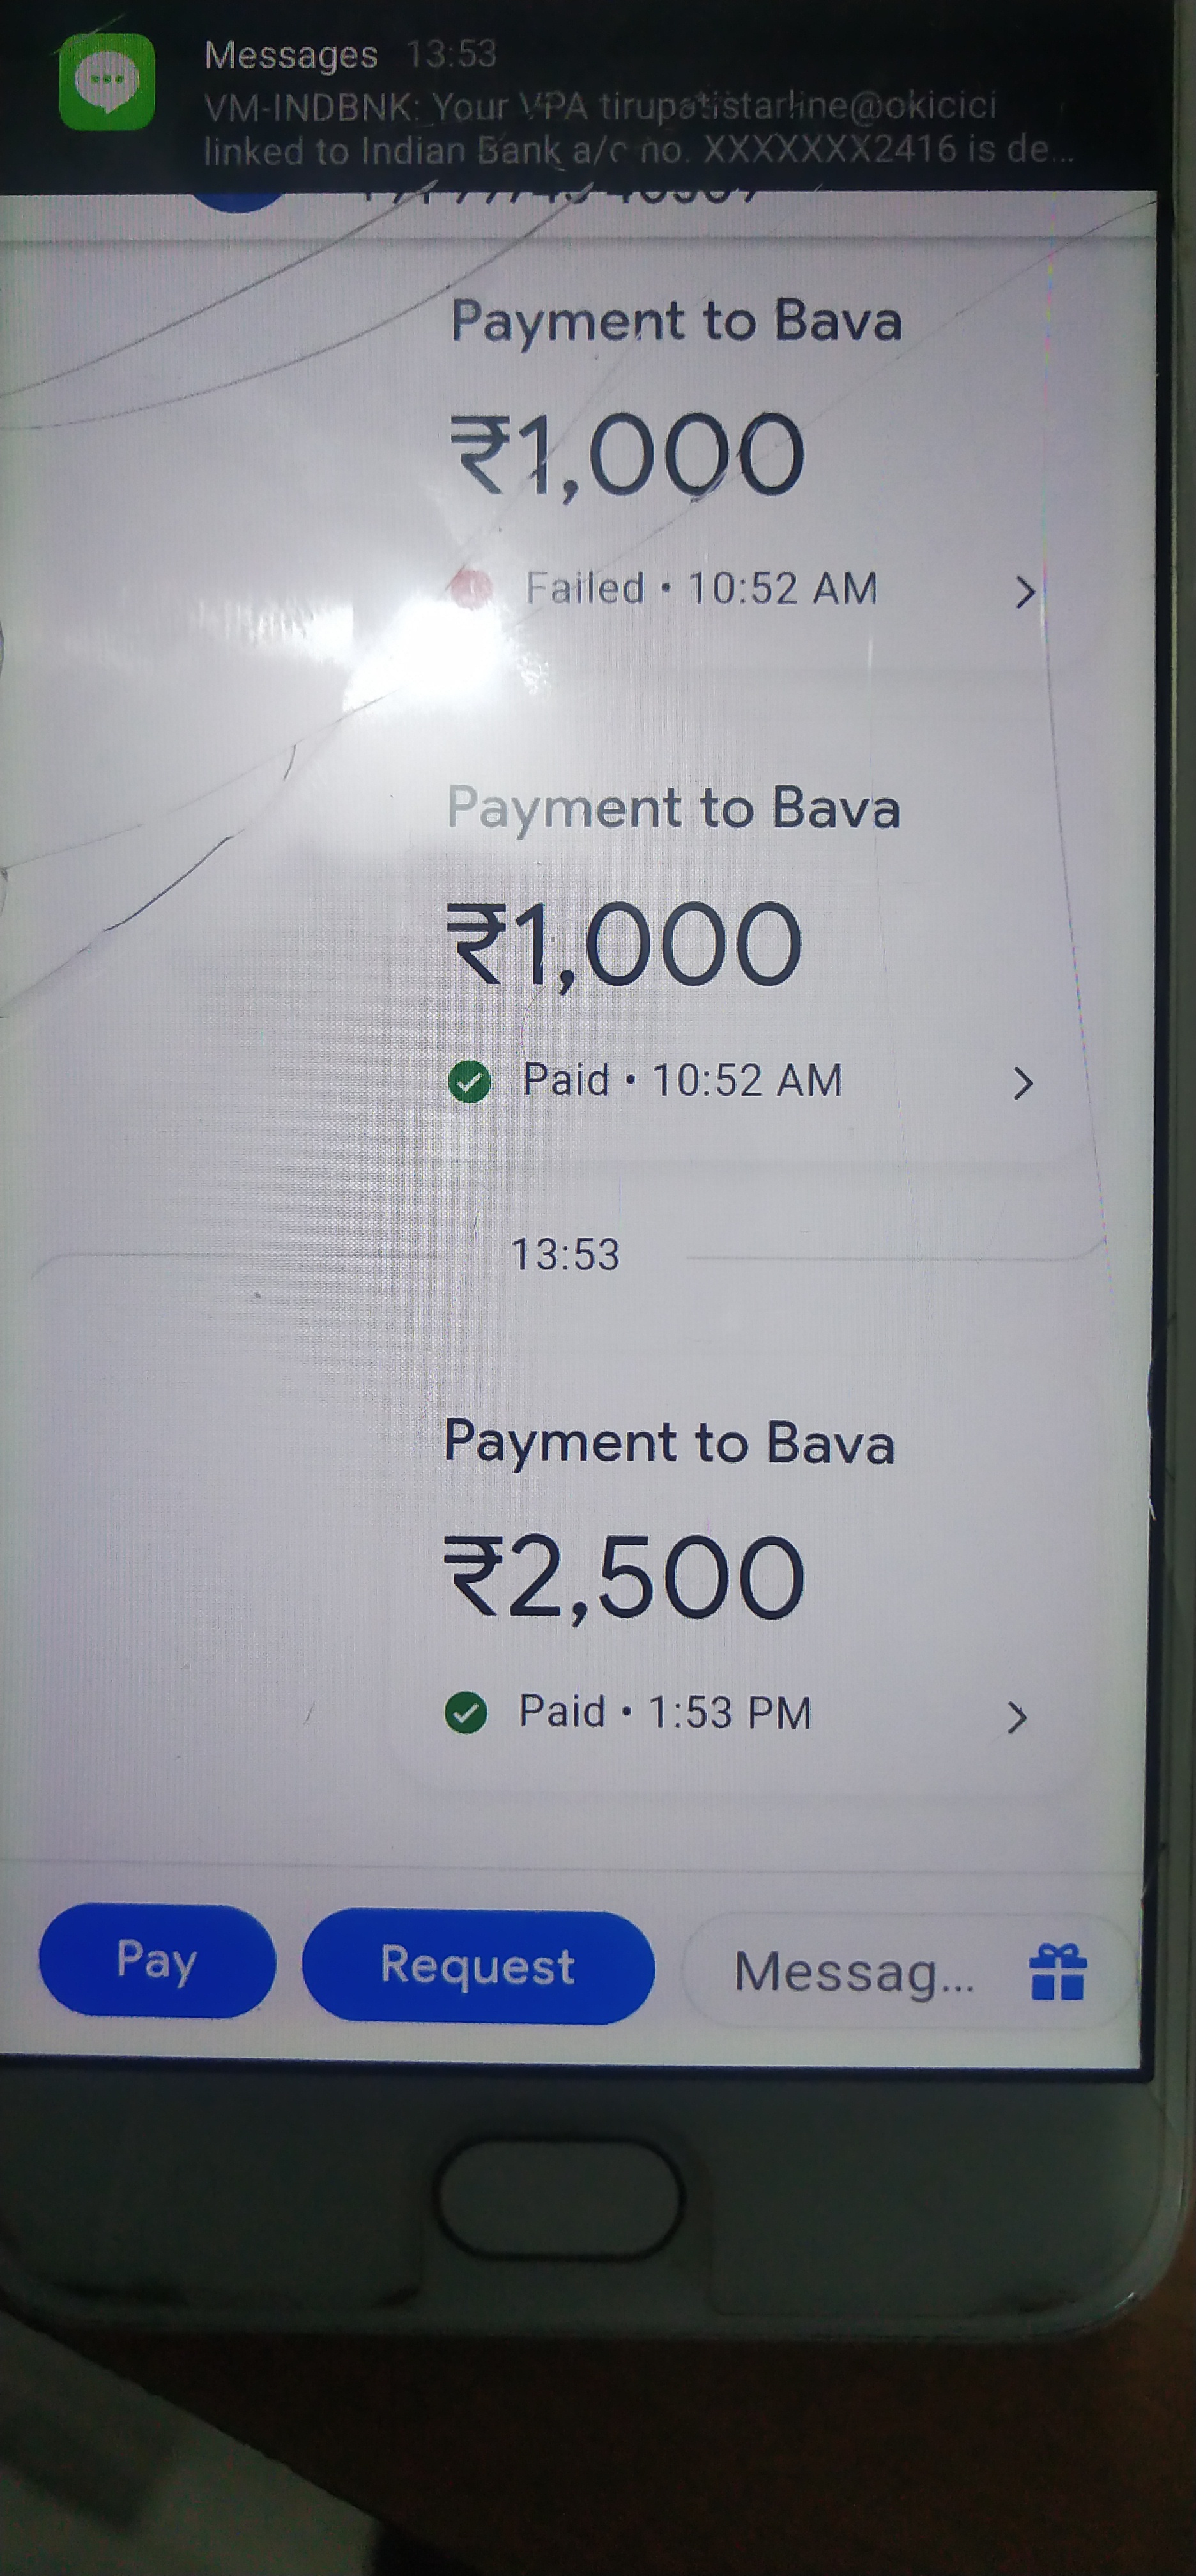 Messages 13:53
VM-INDBNK: Your VPA tirupatistarline@okicici
linked to Indian Bank a/c no. XXXXXXX2416 is de...
Payment to Bava
₹1,000
Failed • 10:52 AM
Payment to Bava
₹1,000
Paid • 10:52 AM
13:53
Payment to Bava
₹2,500
Paid • 1:53 PM
Pay Request Messag...